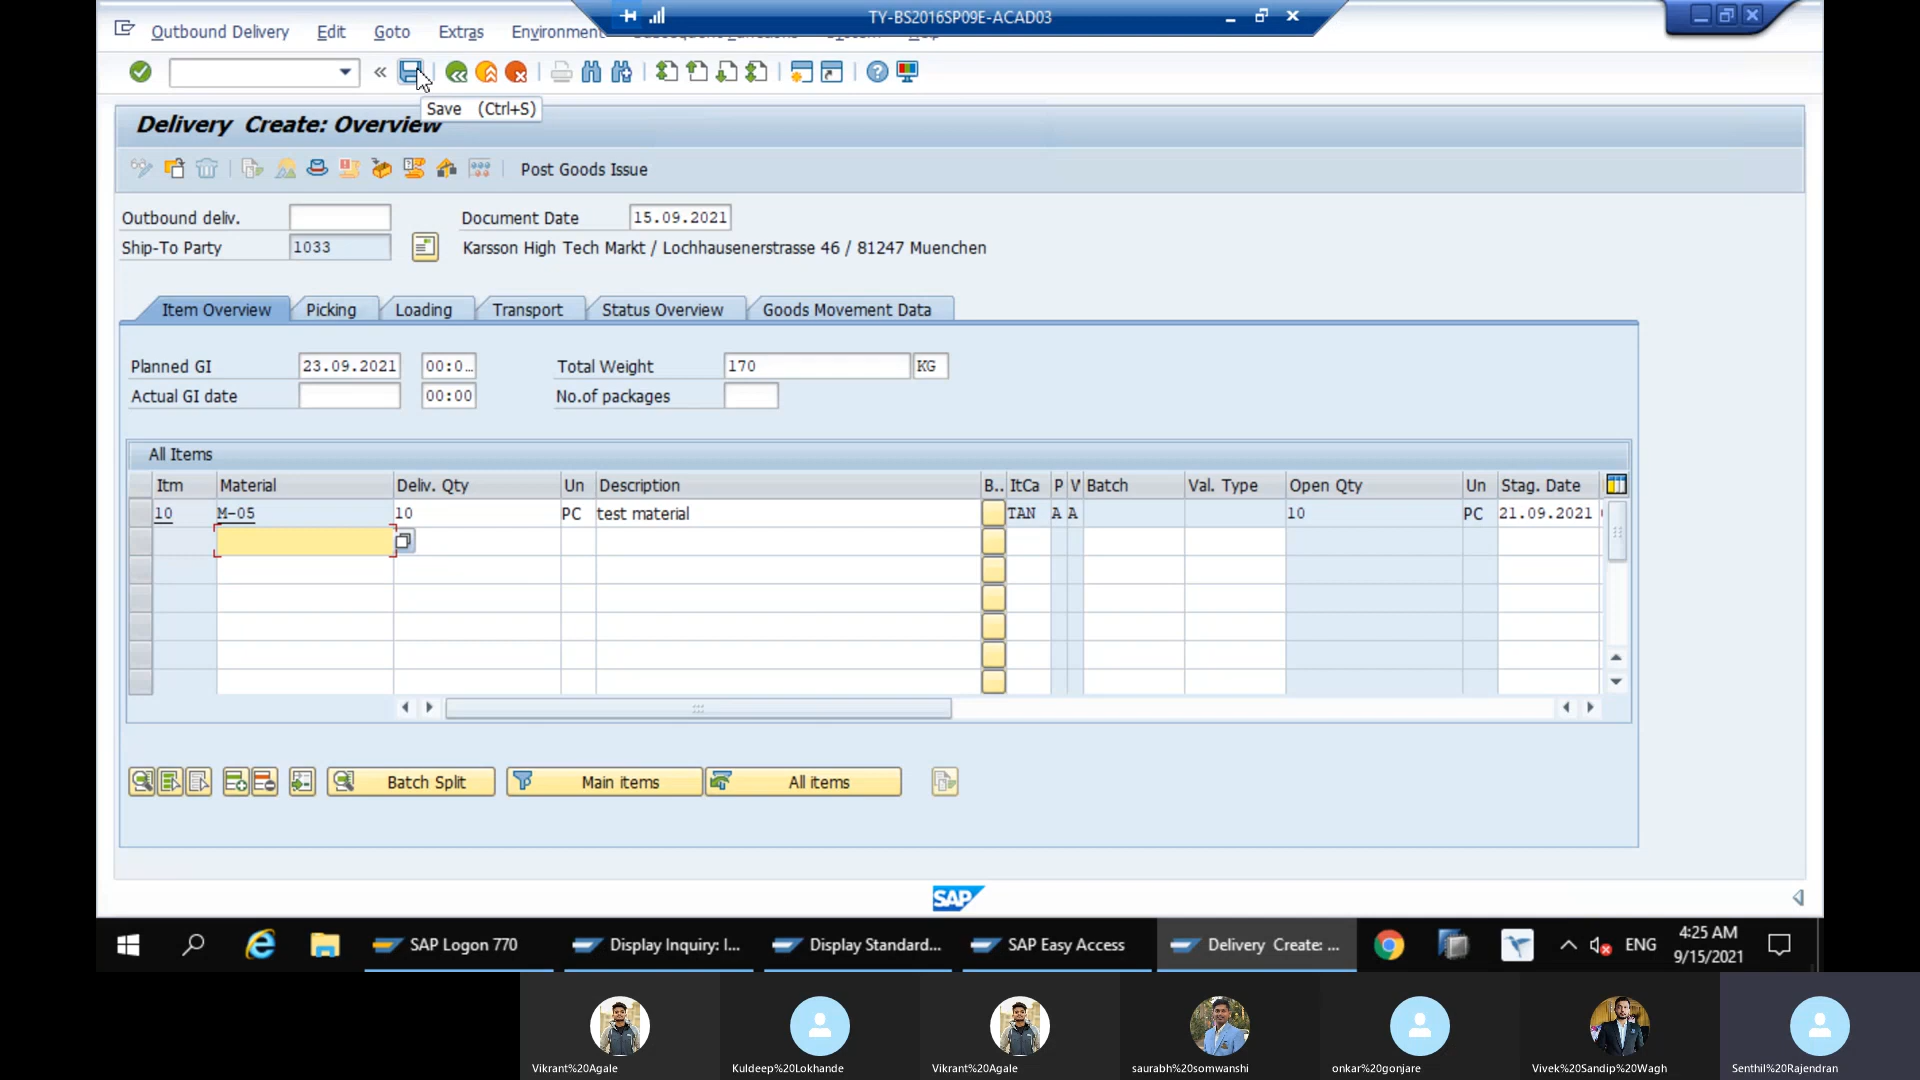 TY-BS2016SP09E-ACAD03
Outbound Delivery Edit Goto Extras Environment
Save (Ctrl+S)
Delivery Create: Overview
Post Goods Issue
Outbound deliv. Document Date 15.09.2021
Ship-To Party 1033 Karsson High Tech Markt / Lochhausenerstrasse 46 / 81247 Muenchen
Item Overview Picking Loading Transport Status Overview Goods Movement Data
Planned GI 23.09.2021 00:0… Total Weight 170 KG
Actual GI date 00:00 No.of packages
All Items
Itm Material Deliv. Qty Un Description B.. ItCa P V Batch Val. Type Open Qty Un Stag. Date
10 M-05 10 PC test material TAN A A 10 PC 21.09.2021
Batch Split Main items All items
SAP
SAP Logon 770 Display Inquiry: I... Display Standard... SAP Easy Access Delivery Create: ... ENG 4:25 AM
9/15/2021
Vikrant%20Agale Kuldeep%20Lokhande Vikrant%20Agale saurabh%20somwanshi onkar%20gonjare Vivek%20Sandip%20Wagh Senthil%20Rajendran